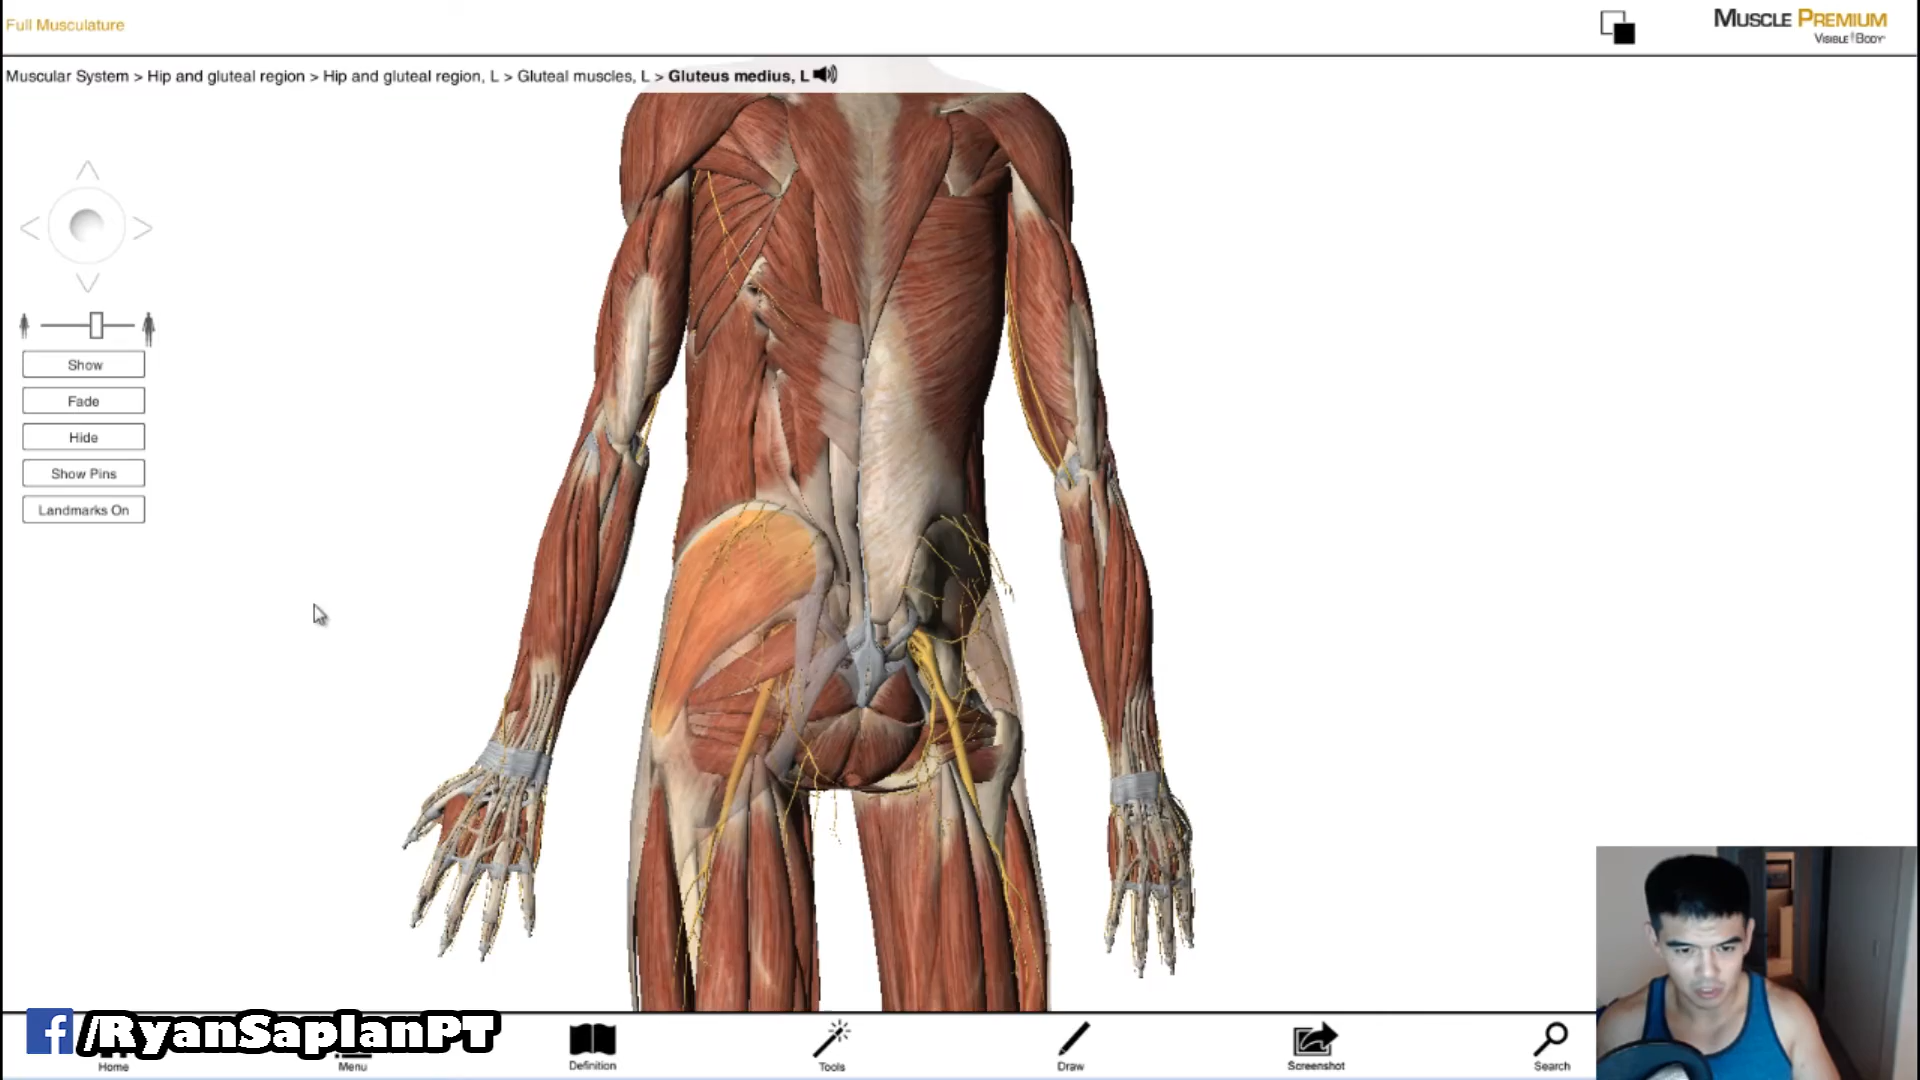 Full Musculature
MUSCLE PREMIUM
VISIBLE BODY
Muscular System > Hip and gluteal region > Hip and gluteal region, L > Gluteal muscles, L > Gluteus medius, L
Show
Fade
Hide
Show Pins
Landmarks On
/RyanSaplanPT
Home
Menu
Definition
Tools
Draw
Screenshot
Search